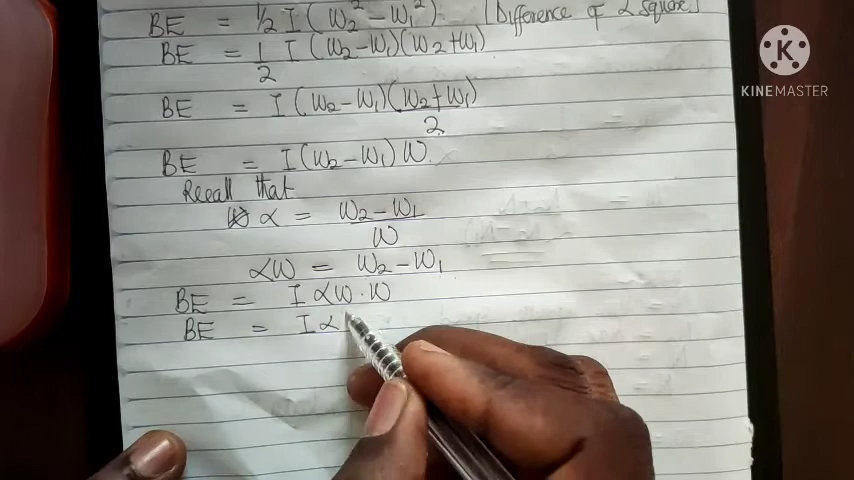 BE = 1/2 I (W₂² - W₁²). [Difference of 2 square]
BE = 1/2 I (W₂-W₁)(W₂+W₁)
BE = I (W₂-W₁)(W₂+W₁)/2
BE = I (W₂-W₁) W.
Recall that
α = W₂-W₁/W
αW = W₂-W₁
BE = I αW·W
BE = I α
KINEMASTER